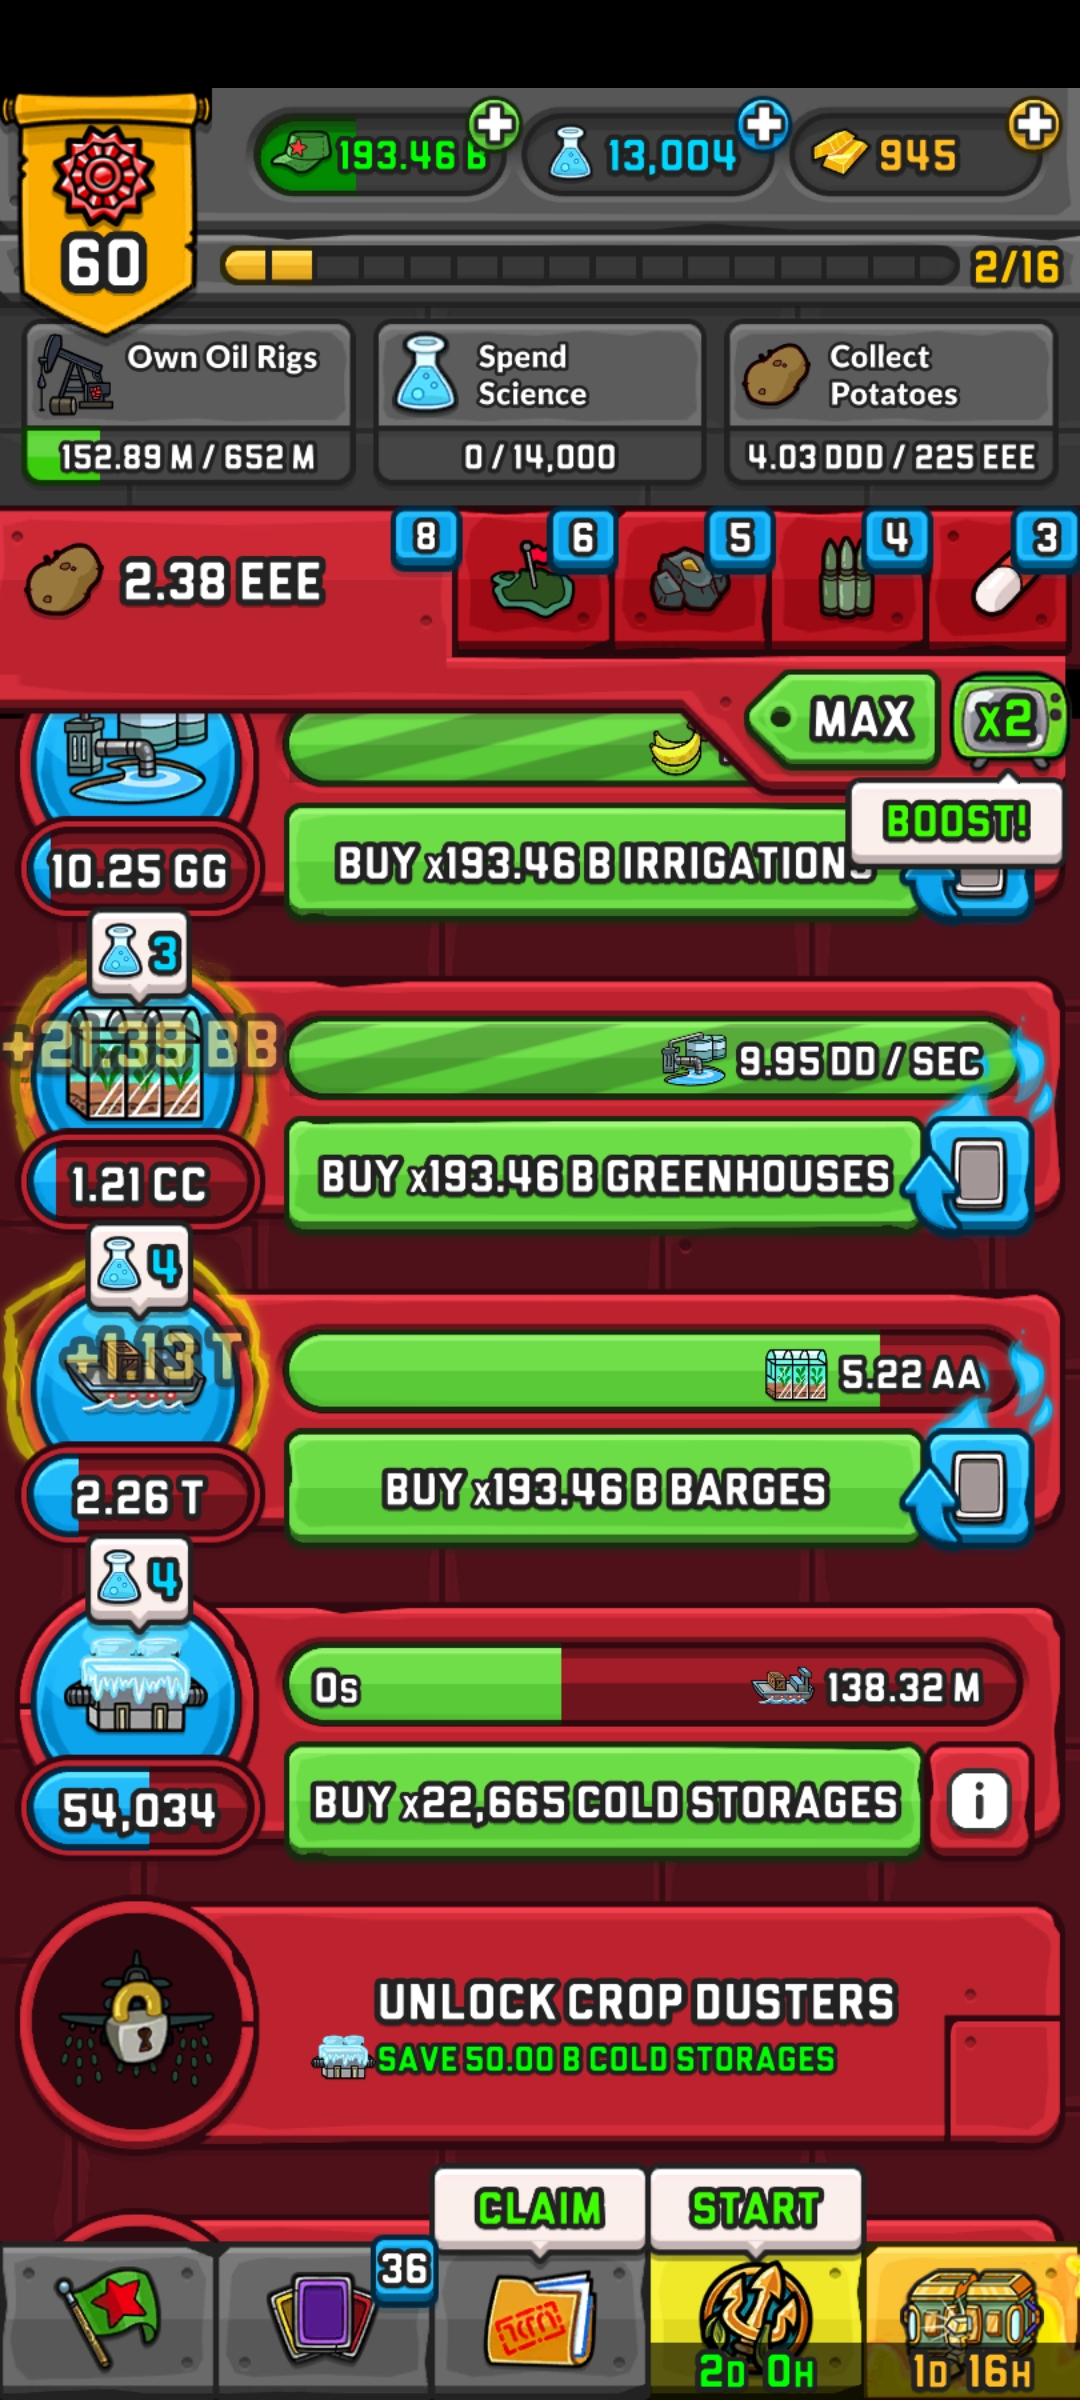 60
193.46 B
13,004
945
2/16
Own Oil Rigs
152.89 M / 652 M
Spend
Science
0 / 14,000
Collect
Potatoes
4.03 DDD / 225 EEE
2.38 EEE
8
6
5
4
3
MAX
x2
BOOST!
10.25 GG
BUY x193.46 B IRRIGATIONS
3
+21.39 BB
9.95 DD / SEC
1.21 CC
BUY x193.46 B GREENHOUSES
4
+1.13 T
5.22 AA
2.26 T
BUY x193.46 B BARGES
4
0s
138.32 M
54,034
BUY x22,665 COLD STORAGES
i
UNLOCK CROP DUSTERS
SAVE 50.00 B COLD STORAGES
CLAIM
START
36
2D 0H
1D 16H